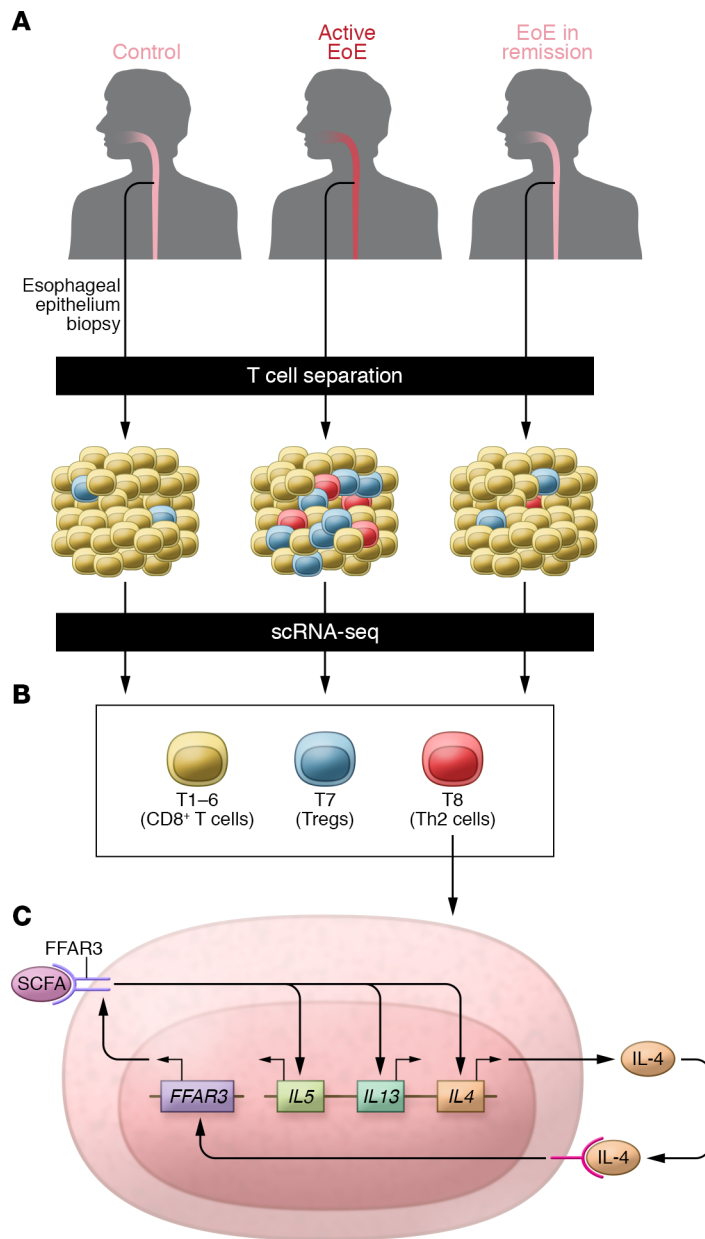 A
Control
Active
EoE
EoE in
remission
Esophageal
epithelium
biopsy
T cell separation
scRNA-seq
B
T1–6
(CD8⁺ T cells)
T7
(Tregs)
T8
(Th2 cells)
C
FFAR3
SCFA
FFAR3
IL5
IL13
IL4
IL-4
IL-4